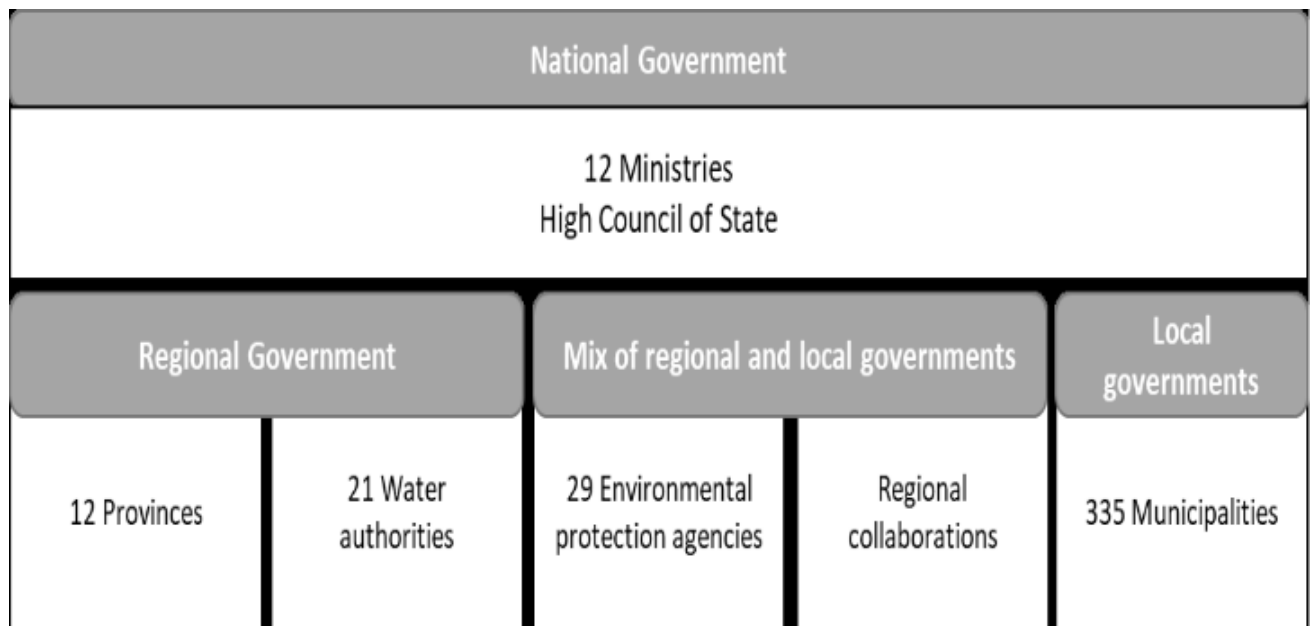 National Government
12 Ministries
High Council of State
Regional Government
Mix of regional and local governments
Local
governments
12 Provinces
21 Water
authorities
29 Environmental
protection agencies
Regional
collaborations
335 Municipalities